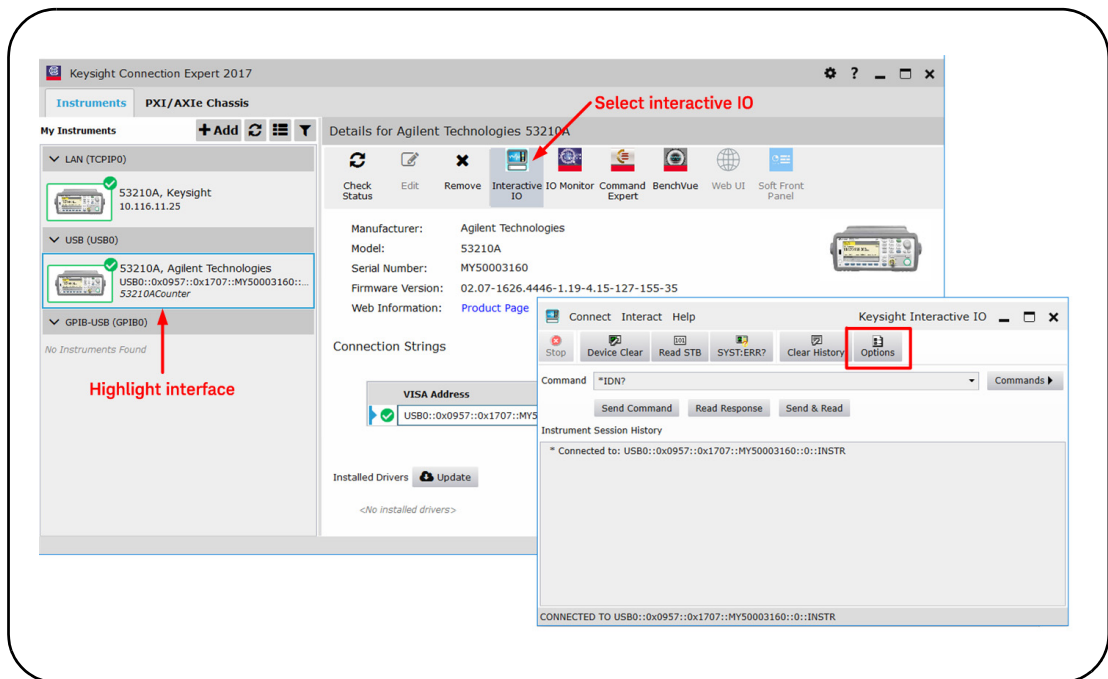 Keysight Connection Expert 2017
?
Instruments PXI/AXIe Chassis
Select interactive IO
My Instruments
+Add
Details for Agilent Technologies 53210A
LAN (TCPIP0)
53210A, Keysight
10.116.11.25
USB (USB0)
53210A, Agilent Technologies
USB0::0x0957::0x1707::MY50003160::...
53210ACounter
GPIB-USB (GPIB0)
No Instruments Found
Highlight interface
Check Status
Edit
Remove
Interactive IO
IO Monitor
Command Expert
BenchVue
Web UI
Soft Front Panel
Manufacturer: Agilent Technologies
Model: 53210A
Serial Number: MY50003160
Firmware Version: 02.07-1626.4446-1.19-4.15-127-155-35
Web Information: Product Page
Connection Strings
VISA Address
USB0::0x0957::0x1707::MY5
Installed Drivers Update
<No installed drivers>
Connect Interact Help
Keysight Interactive IO
Stop
Device Clear
Read STB
SYST:ERR?
Clear History
Options
Command *IDN?
Commands
Send Command Read Response Send & Read
Instrument Session History
* Connected to: USB0::0x0957::0x1707::MY50003160::0::INSTR
CONNECTED TO USB0::0x0957::0x1707::MY50003160::0::INSTR